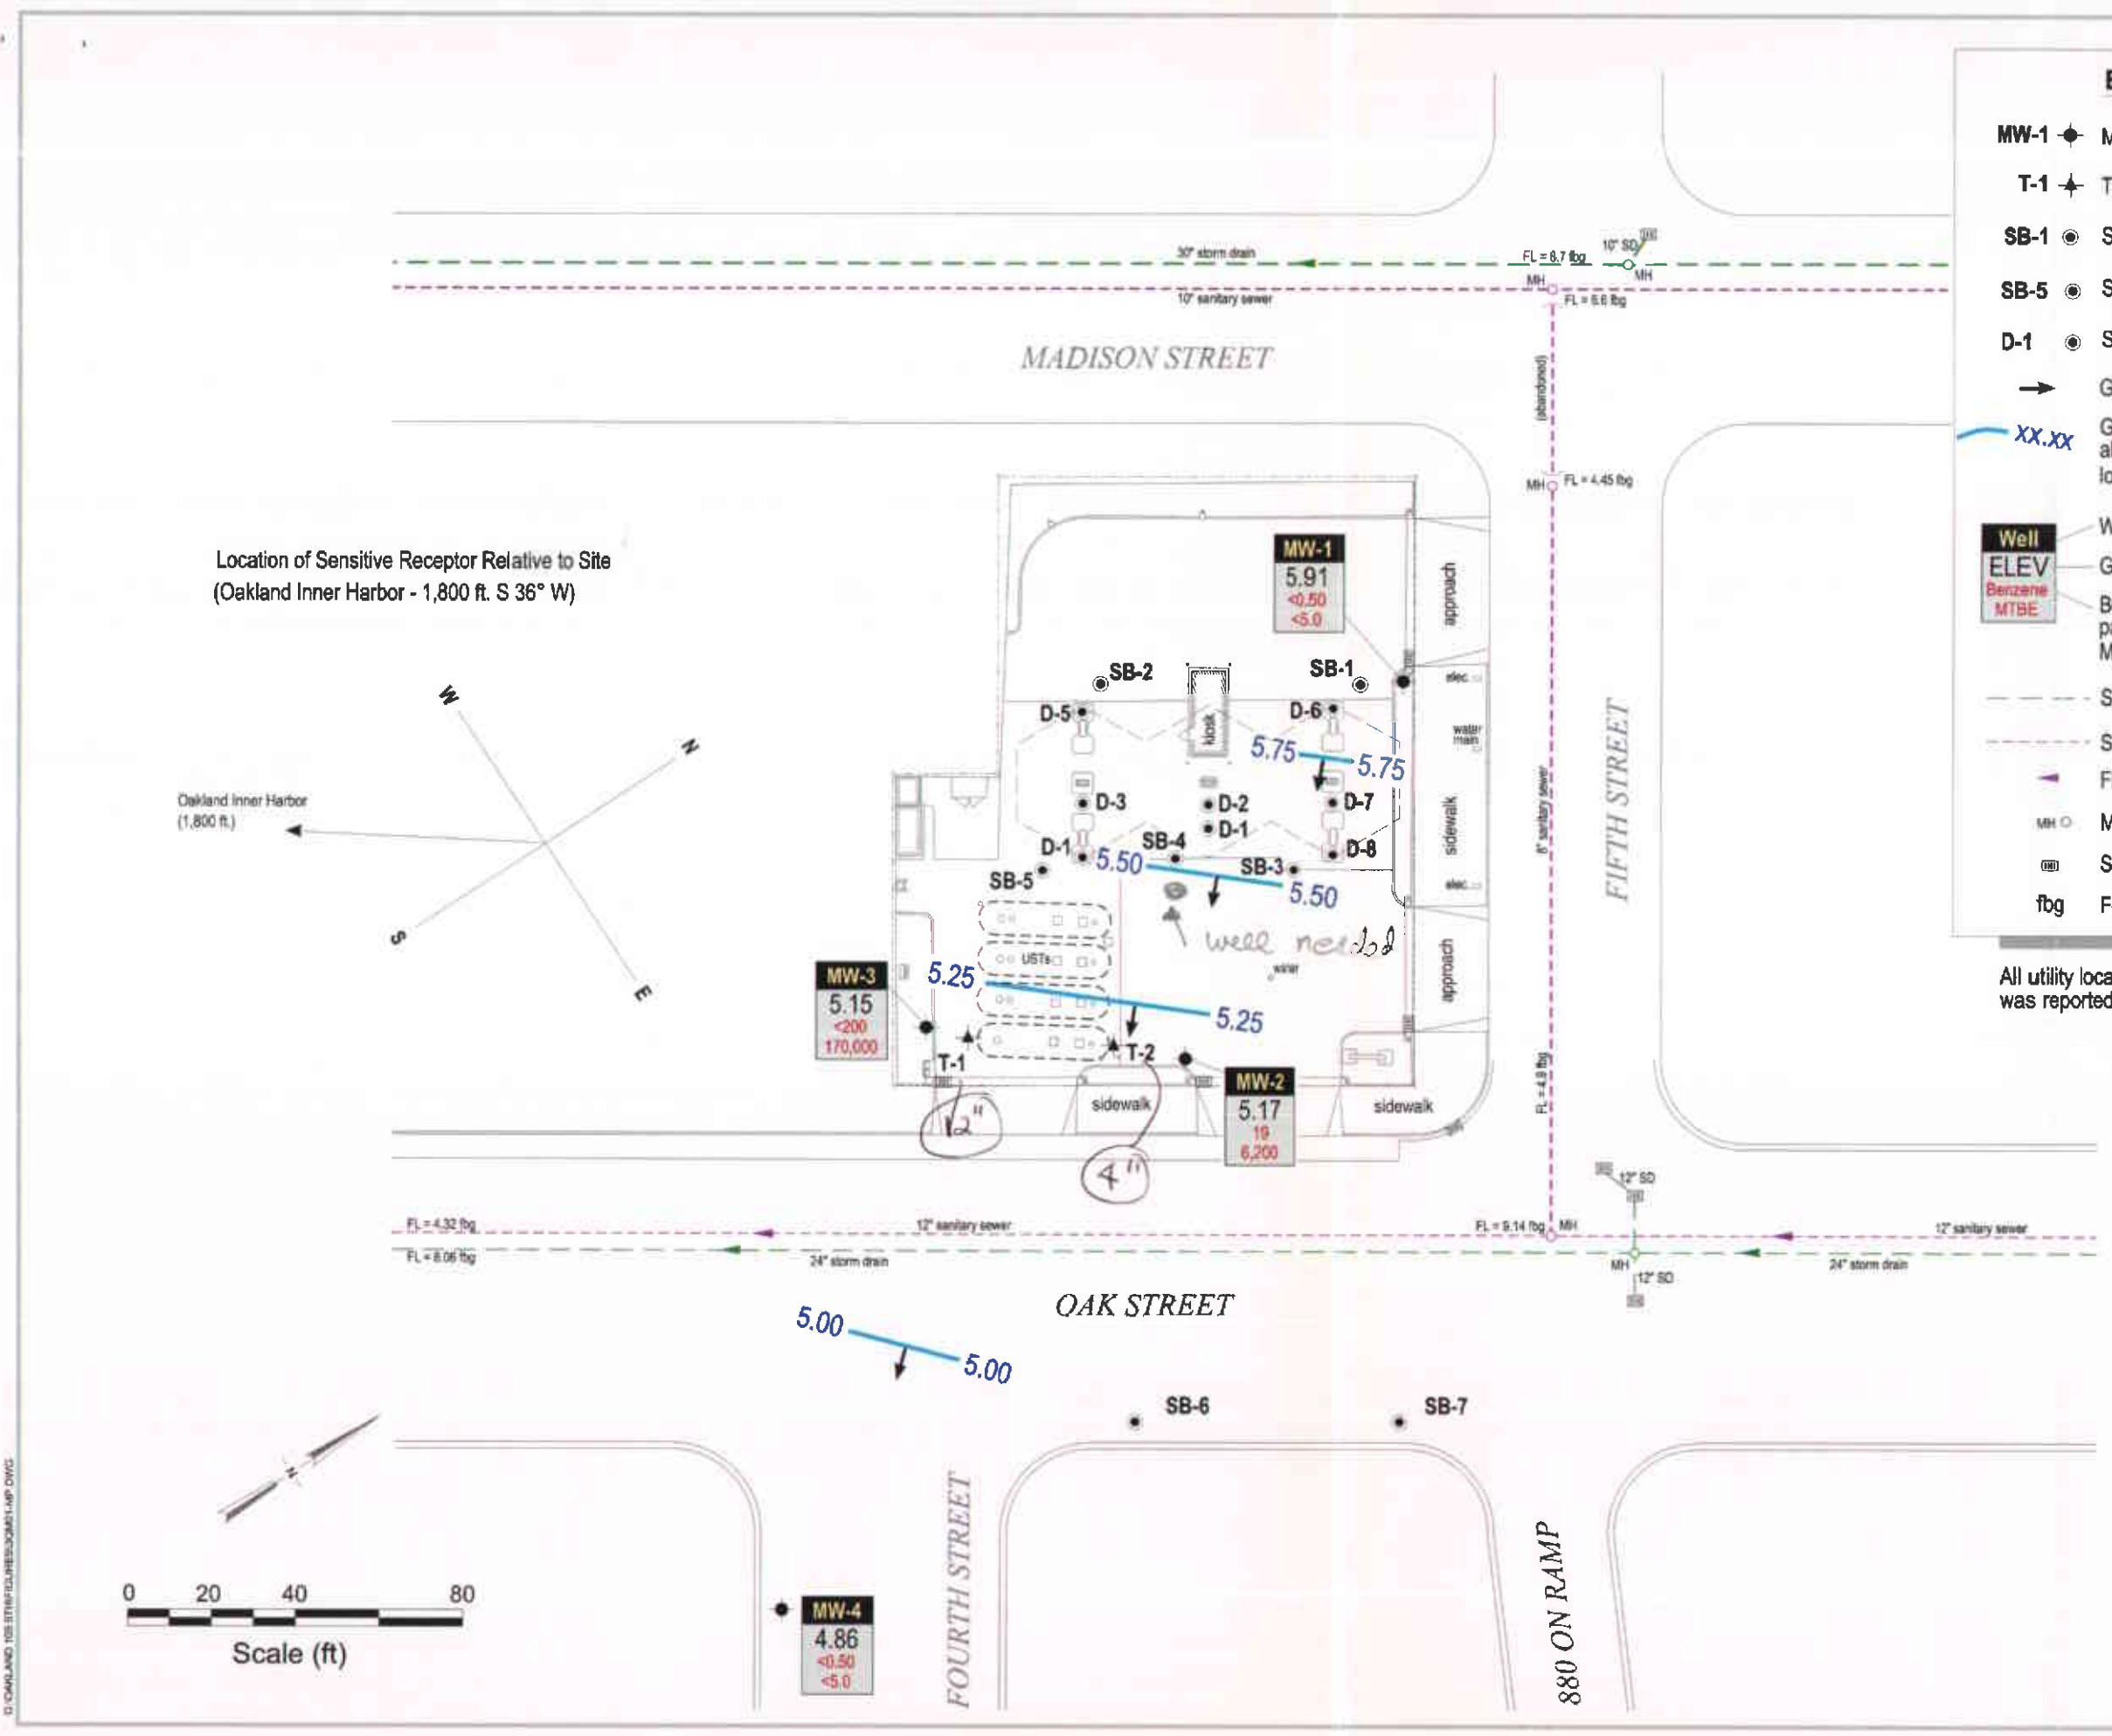 30" storm drain
FL = 6.7 fbg
10" SD
MH
MH
10" sanitary sewer
FL = 6.6 fbg
MADISON STREET
(abandoned)
MH
FL = 4.45 fbg
Location of Sensitive Receptor Relative to Site
(Oakland Inner Harbor - 1,800 ft. S 36° W)
W
N
S
E
Oakland Inner Harbor
(1,800 ft.)
MW-1
5.91
<0.50
<5.0
approach
SB-2
SB-1
elec.
D-5
kiosk
D-6
water
main
5.75
5.75
D-3
D-2
D-7
D-1
sidewalk
SB-4
D-1
D-8
5.50
SB-3
5.50
SB-5
elec.
8" sanitary sewer
FIFTH STREET
well needed
USTs
water
approach
5.25
5.25
MW-3
5.15
<200
170,000
T-1
T-2
MW-2
5.17
19
6,200
sidewalk
sidewalk
12"
4"
FL = 4.9 fbg
12" SD
FL = 4.32 fbg
12" sanitary sewer
FL = 9.14 fbg
MH
12" sanitary sewer
FL = 8.06 fbg
24" storm drain
MH
12" SD
24" storm drain
OAK STREET
5.00
5.00
SB-6
SB-7
N
FOURTH STREET
880 ON RAMP
0 20 40 80
Scale (ft)
MW-4
4.86
<0.50
<5.0
E
MW-1 M
T-1 T
SB-1 S
SB-5 S
D-1 S
G
XX.XX G
al
lo
Well W
ELEV G
Benzene B
MTBE pa
M
S
S
F
MH M
S
fbg F
All utility loca
was reported